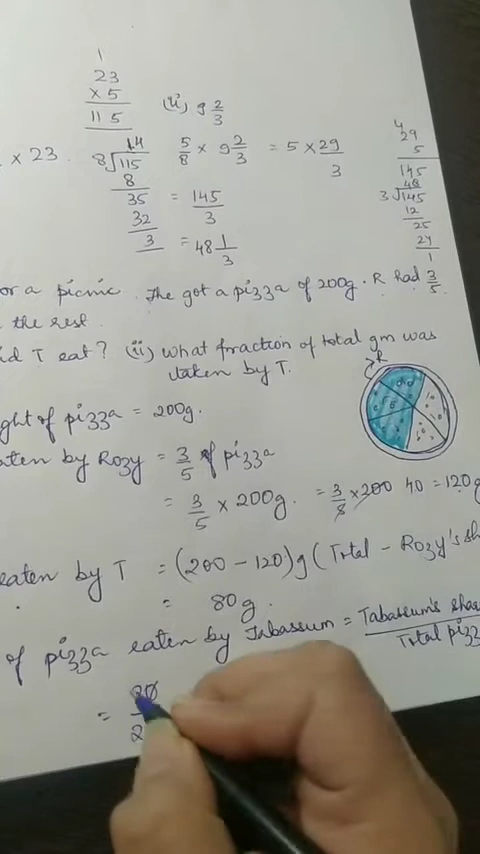 1
23
× 5
115
(ii) 9 2/3
× 23.
14
8√115
8
35
32
3
5/8 × 9 2/3 = 5 × 29/3
= 145/3
= 48 1/3
4
29
5
145
48
3√145
12
25
24
1
or a picnic. The got a pizza of 200g. R had 3/5.
the rest.
id T eat? (ii) what fraction of total gm was
taken by T.
R
ght of pizza = 200g.
aten by Rozy = 3/5 of pizza
= 3/5 × 200g. = 3/5 × 200 40 = 120g
eaten by T = (200 - 120)g (Total - Rozy's sh
= 80g.
of pizza eaten by Tabassum = Tabassum's shar / Total pizz
= 80/2